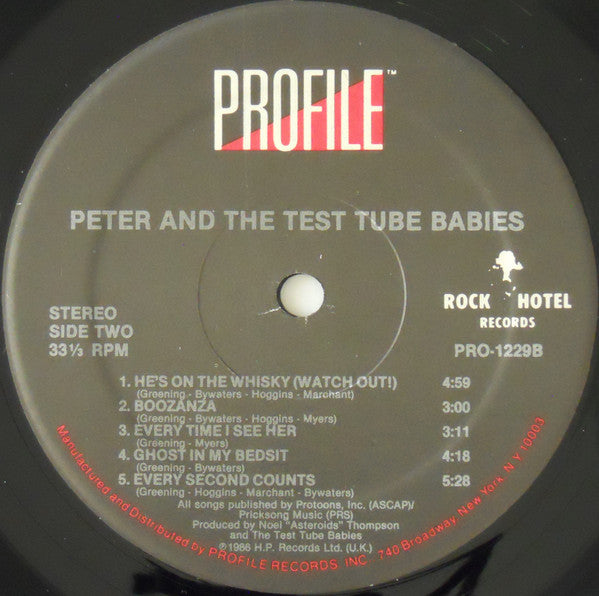 PROFILE™
PETER AND THE TEST TUBE BABIES
STEREO
SIDE TWO
33⅓ RPM
ROCK HOTEL
RECORDS
PRO-1229B
1. HE'S ON THE WHISKY (WATCH OUT!) 4:59
(Greening - Bywaters - Hoggins - Marchant)
2. BOOZANZA 3:00
(Greening - Bywaters - Hoggins - Myers)
3. EVERY TIME I SEE HER 3:11
(Greening - Myers)
4. GHOST IN MY BEDSIT 4:18
(Greening - Bywaters)
5. EVERY SECOND COUNTS 5:28
(Greening - Hoggins - Marchant - Bywaters)
All songs published by Protoons, Inc. (ASCAP)/
Pricksong Music (PRS)
Produced by Noel "Asteroids" Thompson
and The Test Tube Babies
℗1986 H.P. Records Ltd. (U.K.)
Manufactured and Distributed by PROFILE RECORDS, INC. 740 Broadway, New York, N.Y. 10003